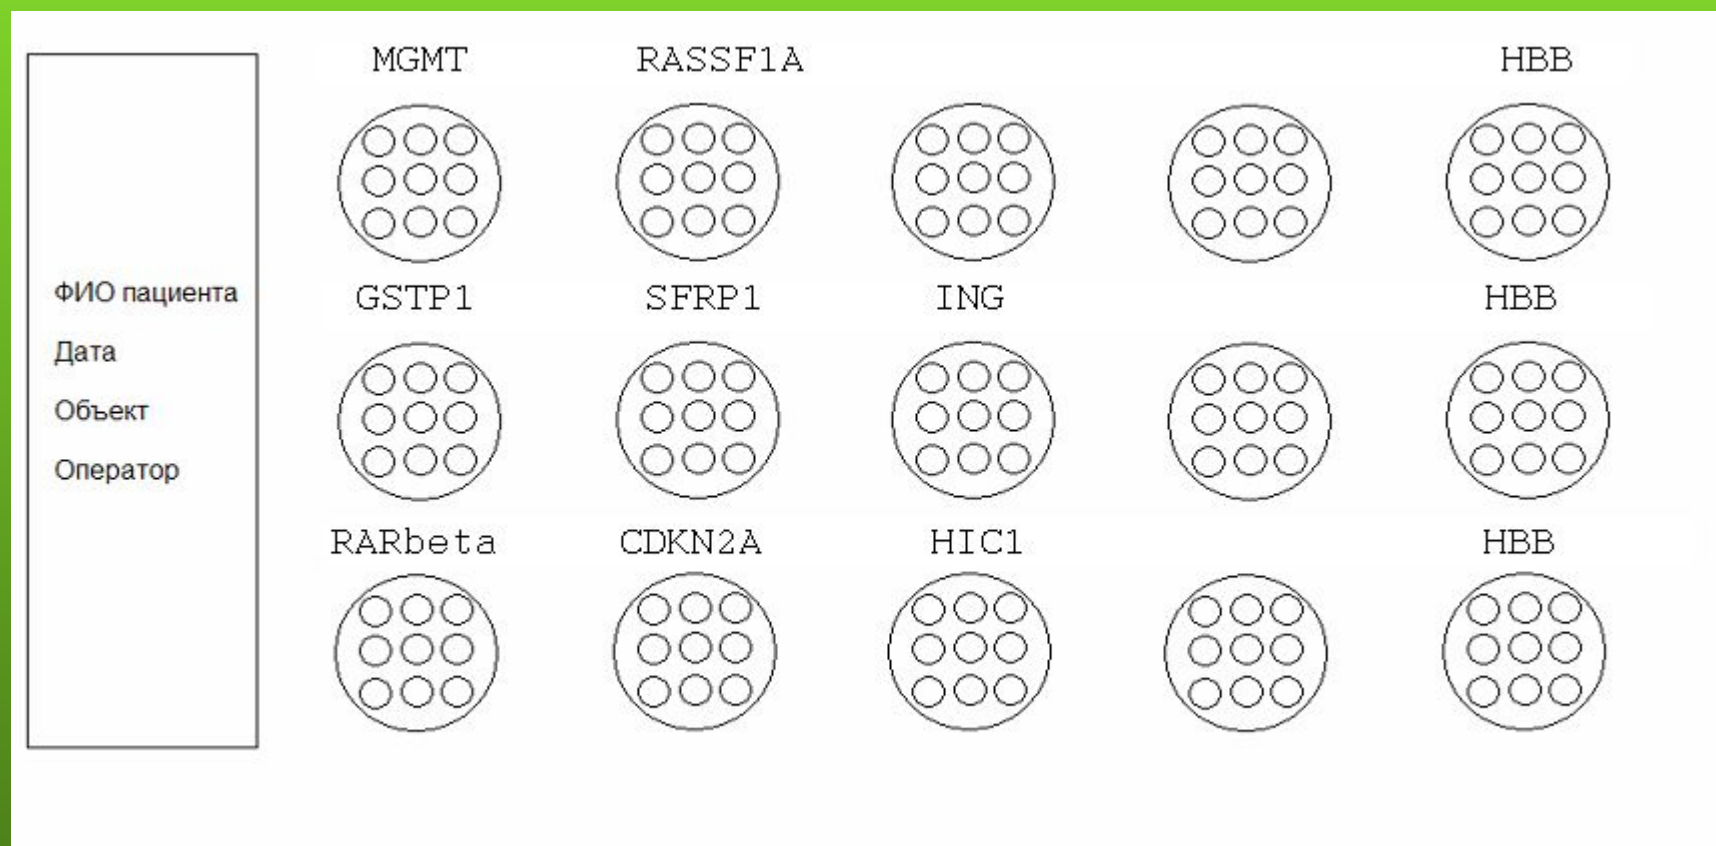 MGMT RASSF1A HBB
ФИО пациента
Дата
Объект
Оператор
GSTP1 SFRP1 ING HBB
RARbeta CDKN2A HIC1 HBB